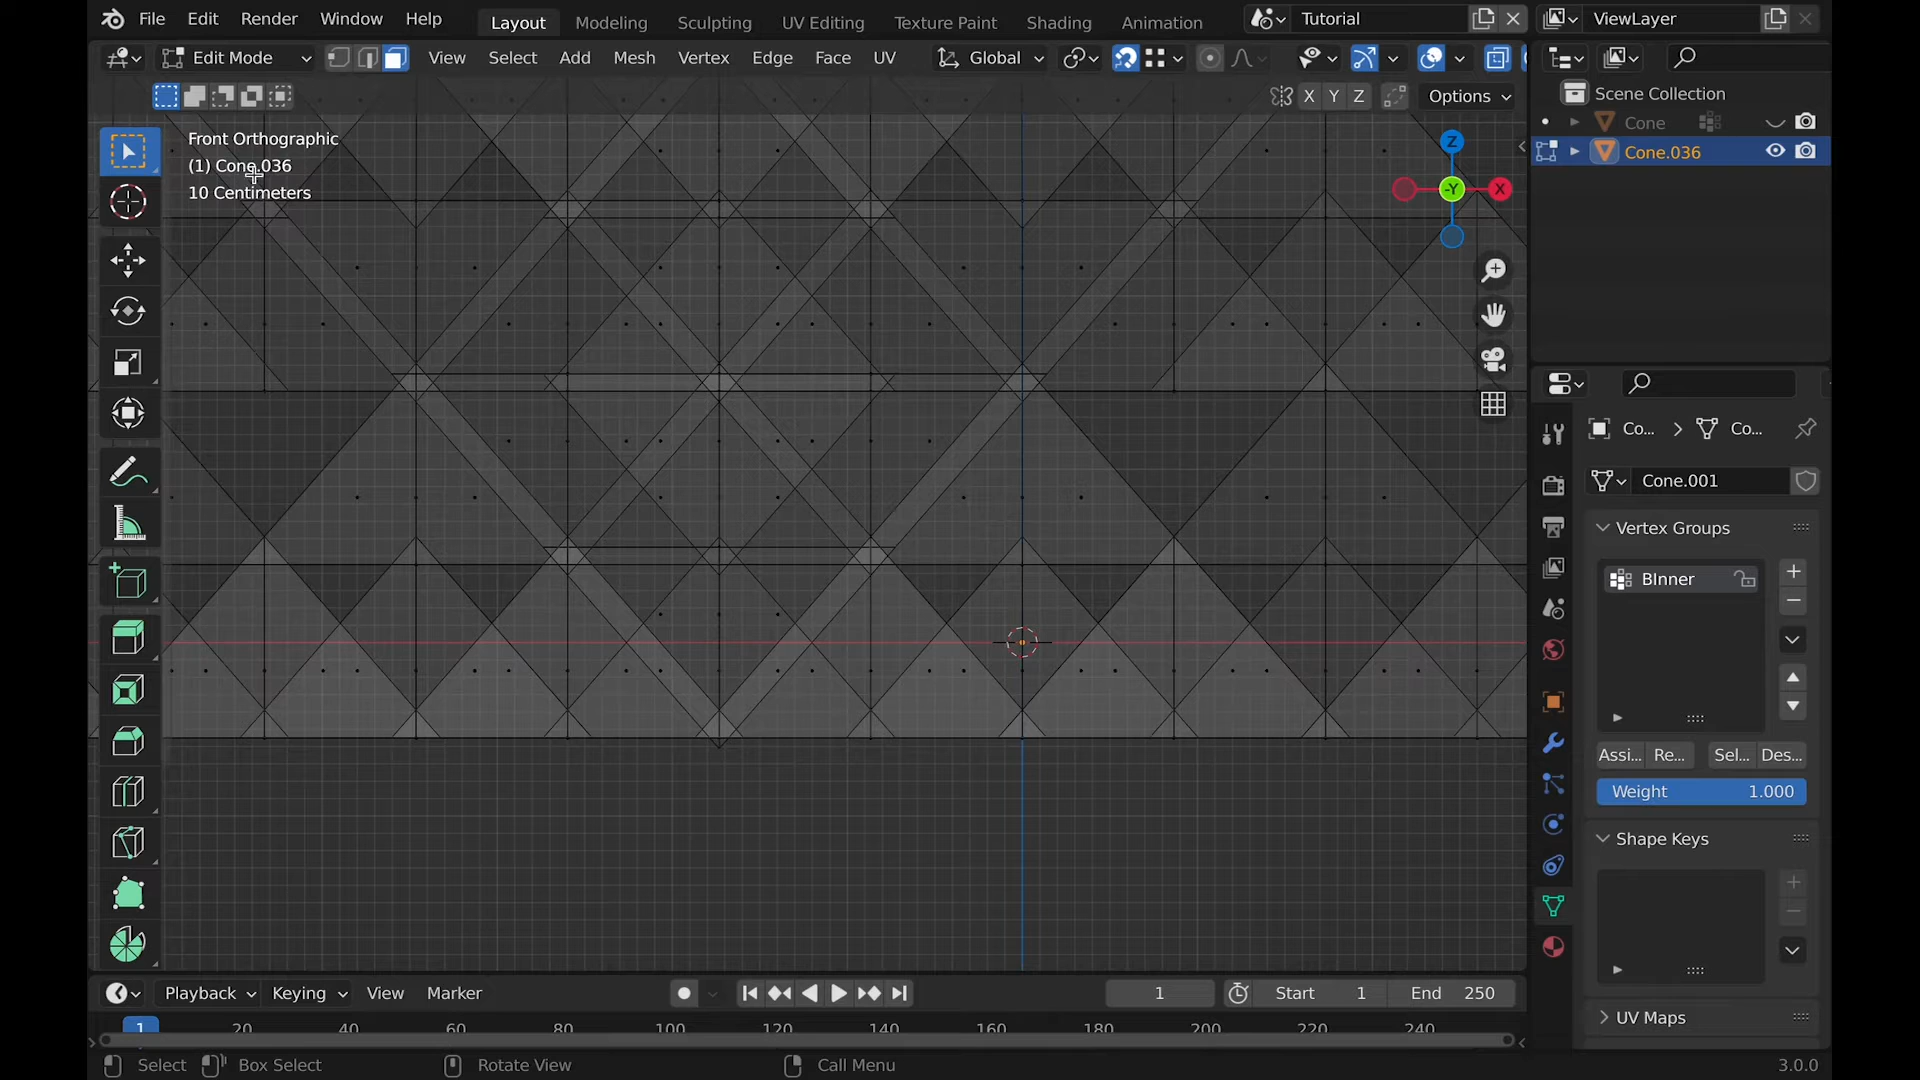 File Edit Render Window Help Layout Modeling Sculpting UV Editing Texture Paint Shading Animation Tutorial ViewLayer
Edit Mode View Select Add Mesh Vertex Edge Face UV Global
X Y Z Options
Scene Collection
Cone
Cone.036
Front Orthographic
(1) Cone.036
10 Centimeters
Z
-Y X
Co... > Co...
Cone.001
Vertex Groups
BInner
Assi... Re... Sel... Des...
Weight 1.000
Shape Keys
UV Maps
Playback Keying View Marker 1 Start 1 End 250
1 20 40 60 80 100 120 140 160 180 200 220 240
Select Box Select Rotate View Call Menu 3.0.0